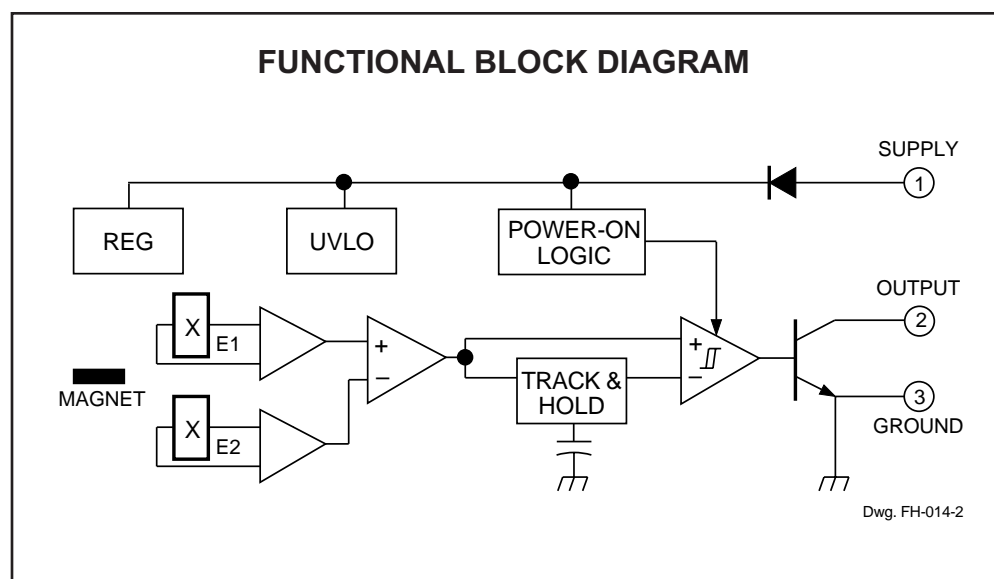 FUNCTIONAL BLOCK DIAGRAM
SUPPLY
1
REG
UVLO
POWER-ON
LOGIC
OUTPUT
2
X
E1
+
−
+
−
MAGNET
TRACK &
HOLD
3
GROUND
X
E2
Dwg. FH-014-2